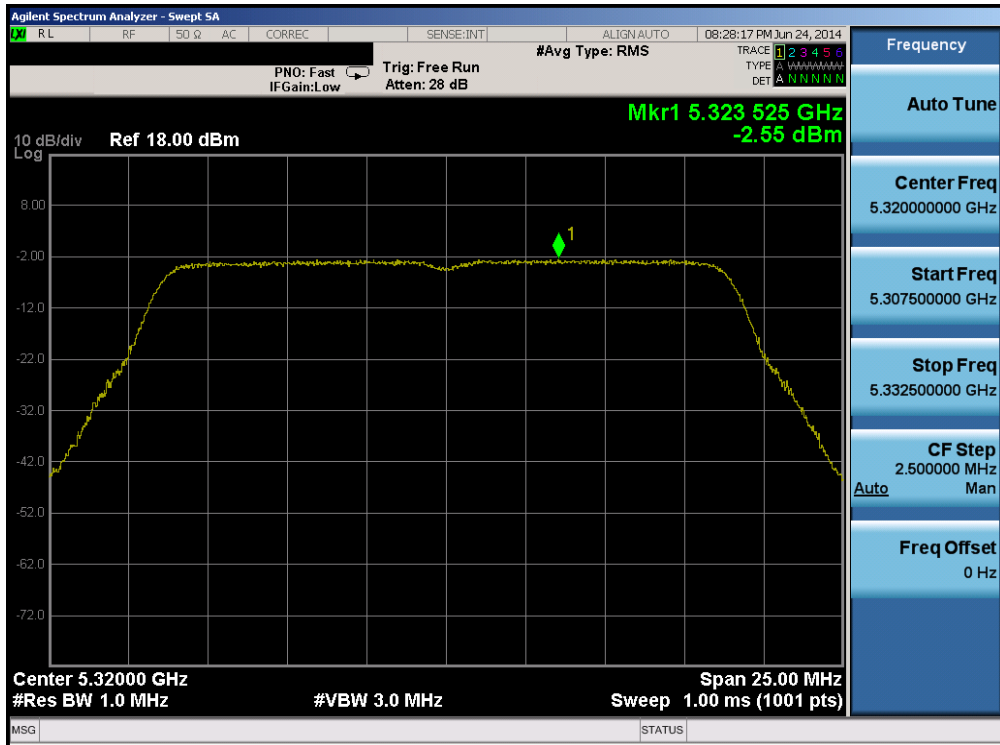 Agilent Spectrum Analyzer - Swept SA
LXI RL RF 50 Ω AC CORREC SENSE:INT ALIGN AUTO 08:28:17 PM Jun 24, 2014
#Avg Type: RMS TRACE 1 2 3 4 5 6
TYPE A WWWWW
DET A N N N N N
PNO: Fast Trig: Free Run
IFGain:Low Atten: 28 dB
Mkr1 5.323 525 GHz
-2.55 dBm
10 dB/div Ref 18.00 dBm
Log
1
8.00
-2.00
-12.0
-22.0
-32.0
-42.0
-52.0
-62.0
-72.0
Center 5.32000 GHz Span 25.00 MHz
#Res BW 1.0 MHz #VBW 3.0 MHz Sweep 1.00 ms (1001 pts)
MSG STATUS
Frequency
Auto Tune
Center Freq
5.320000000 GHz
Start Freq
5.307500000 GHz
Stop Freq
5.332500000 GHz
CF Step
2.500000 MHz
Auto Man
Freq Offset
0 Hz